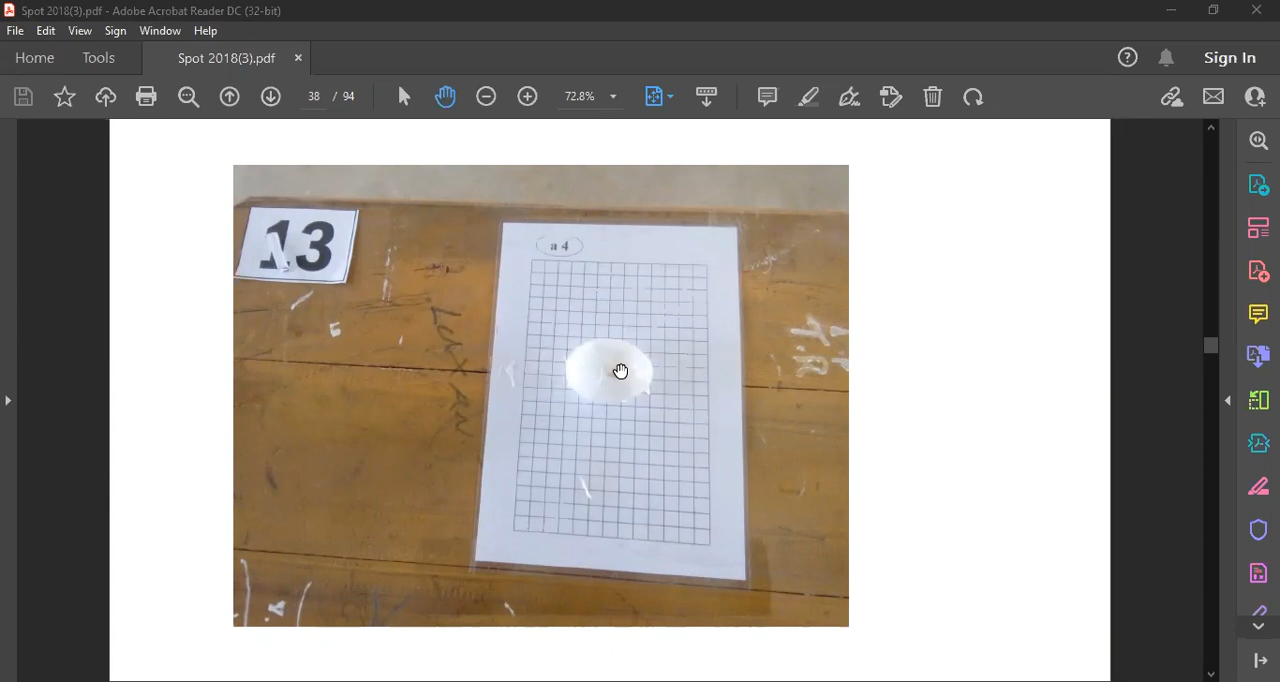 Spot 2018(3).pdf - Adobe Acrobat Reader DC (32-bit)
File Edit View Sign Window Help
Home Tools Spot 2018(3).pdf × Sign In
38 / 94 72.8%
13
a 4